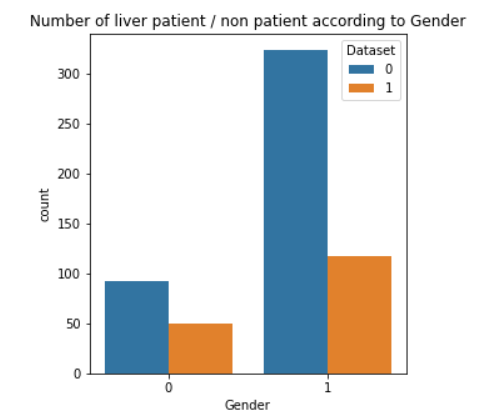 Number of liver patient / non patient according to Gender
Dataset
0
1
300
250
200
150
100
50
0
count
0 1
Gender